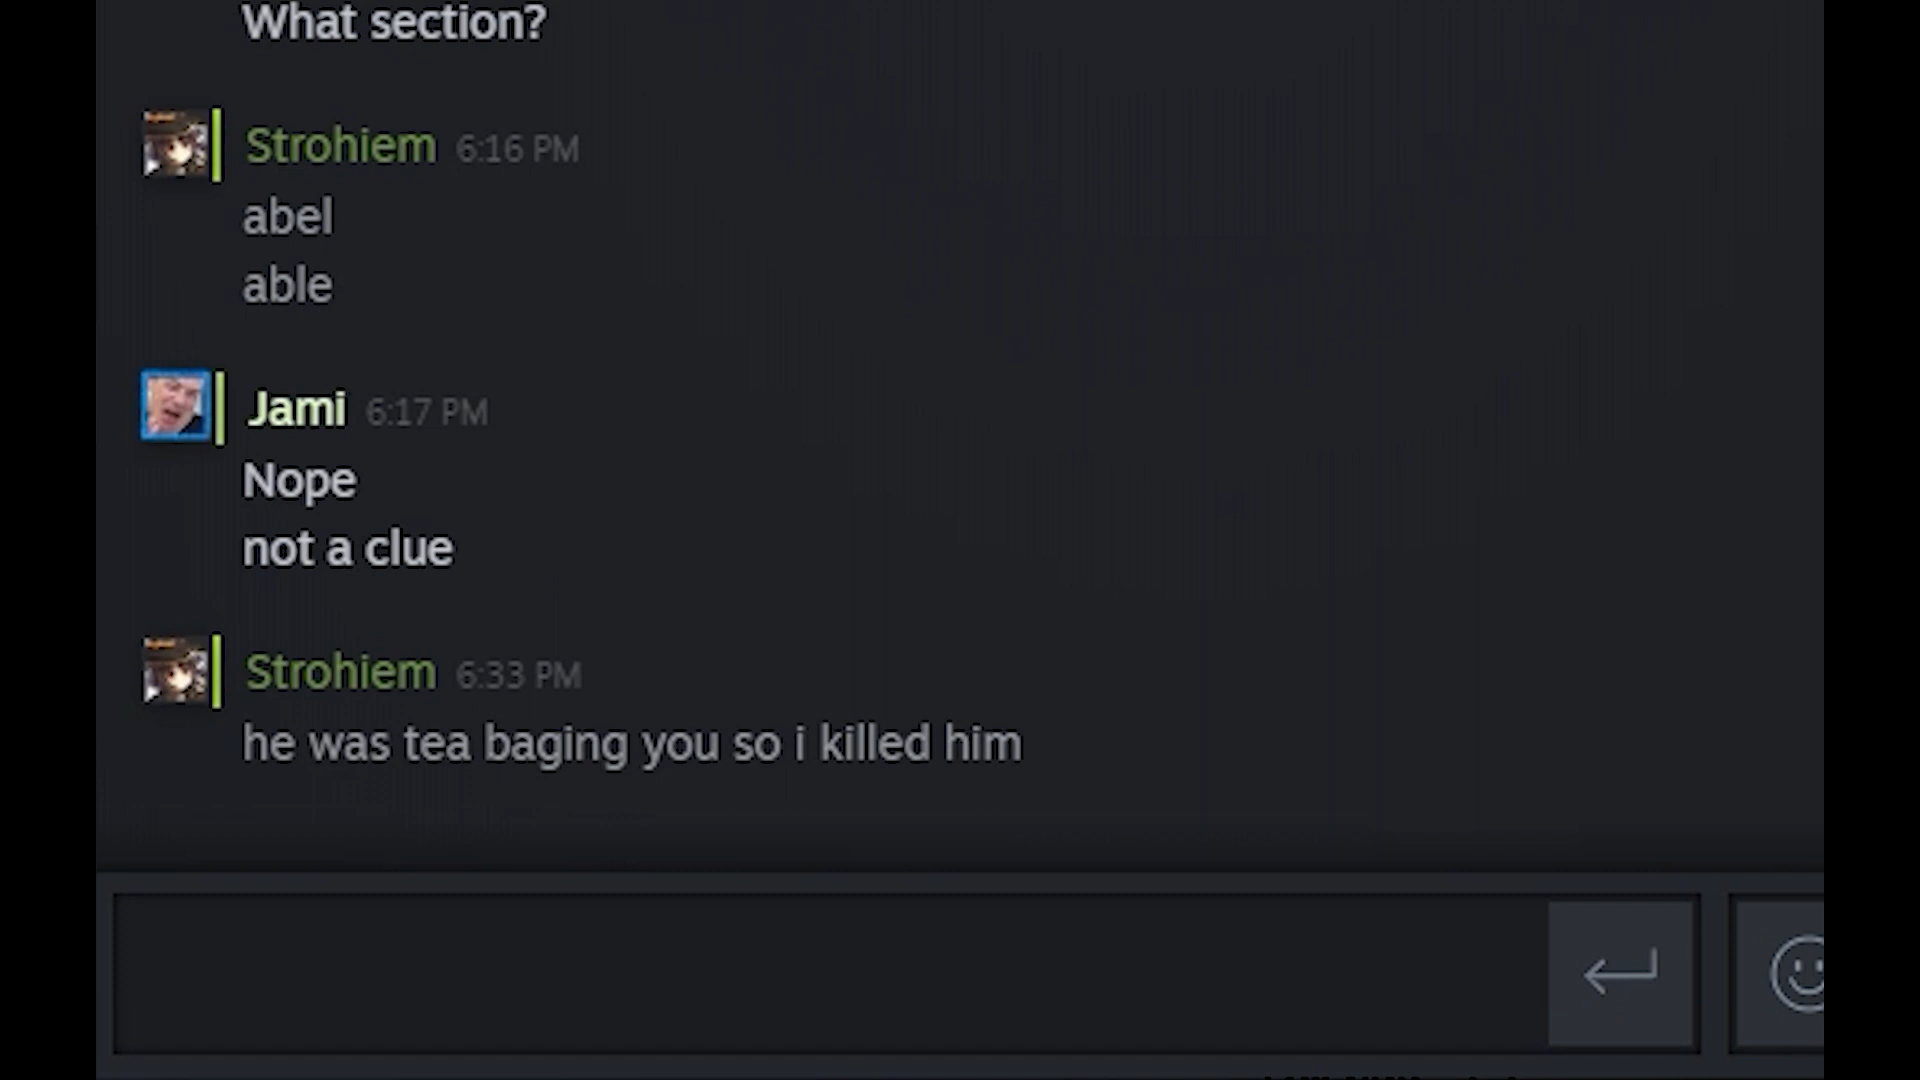 What section?
Strohiem 6:16 PM
abel
able
Jami 6:17 PM
Nope
not a clue
Strohiem 6:33 PM
he was tea baging you so i killed him